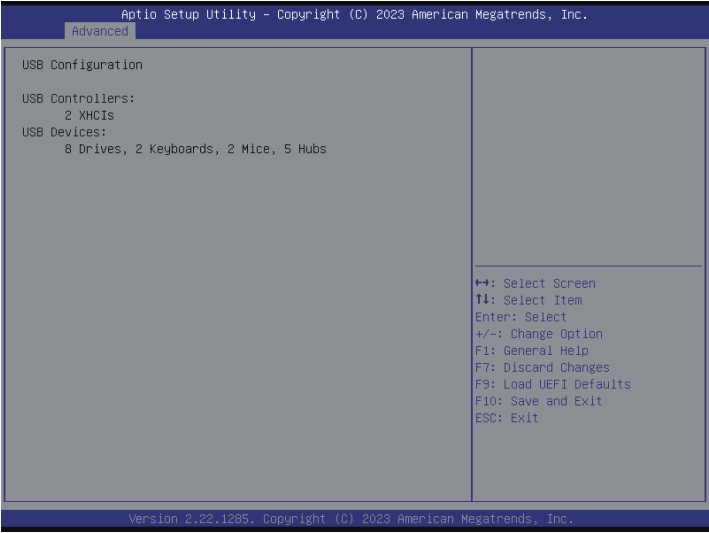 Aptio Setup Utility – Copyright (C) 2023 American Megatrends, Inc.
Advanced
USB Configuration
USB Controllers:
2 XHCIs
USB Devices:
8 Drives, 2 Keyboards, 2 Mice, 5 Hubs
↔: Select Screen
↑↓: Select Item
Enter: Select
+/-: Change Option
F1: General Help
F7: Discard Changes
F9: Load UEFI Defaults
F10: Save and Exit
ESC: Exit
Version 2.22.1285. Copyright (C) 2023 American Megatrends, Inc.